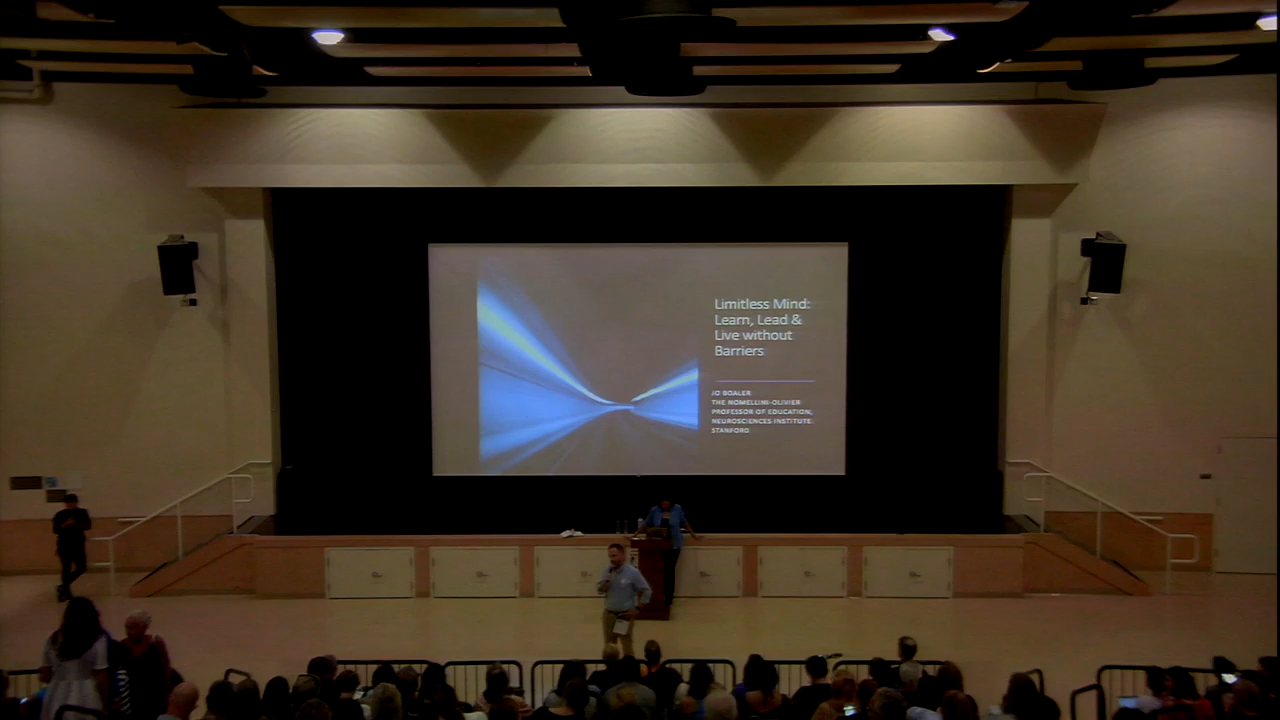 Limitless Mind:
Learn, Lead &
Live without
Barriers
JO BOALER
THE NOMELLINI-OLIVIER
PROFESSOR OF EDUCATION,
NEUROSCIENCES INSTITUTE
STANFORD